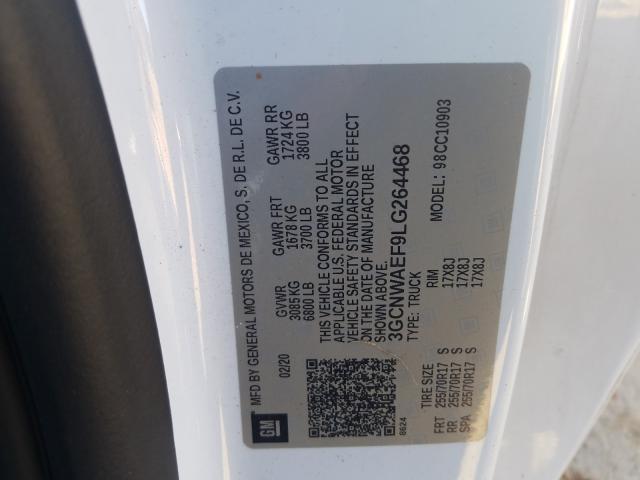 MFD BY GENERAL MOTORS DE MEXICO, S. DE R.L. DE C.V.
02/20 GVWR GAWR FRT GAWR RR
3085 KG 1678 KG 1724 KG
6800 LB 3700 LB 3800 LB
THIS VEHICLE CONFORMS TO ALL
APPLICABLE U.S. FEDERAL MOTOR
VEHICLE SAFETY STANDARDS IN EFFECT
ON THE DATE OF MANUFACTURE
SHOWN ABOVE.
3GCNWAEF9LG264468
TYPE: TRUCK MODEL: 98CC10903
GM
8624
TIRE SIZE RIM
FRT 255/70R17 S 17X8J
RR 255/70R17 S 17X8J
SPA 255/70R17 S 17X8J